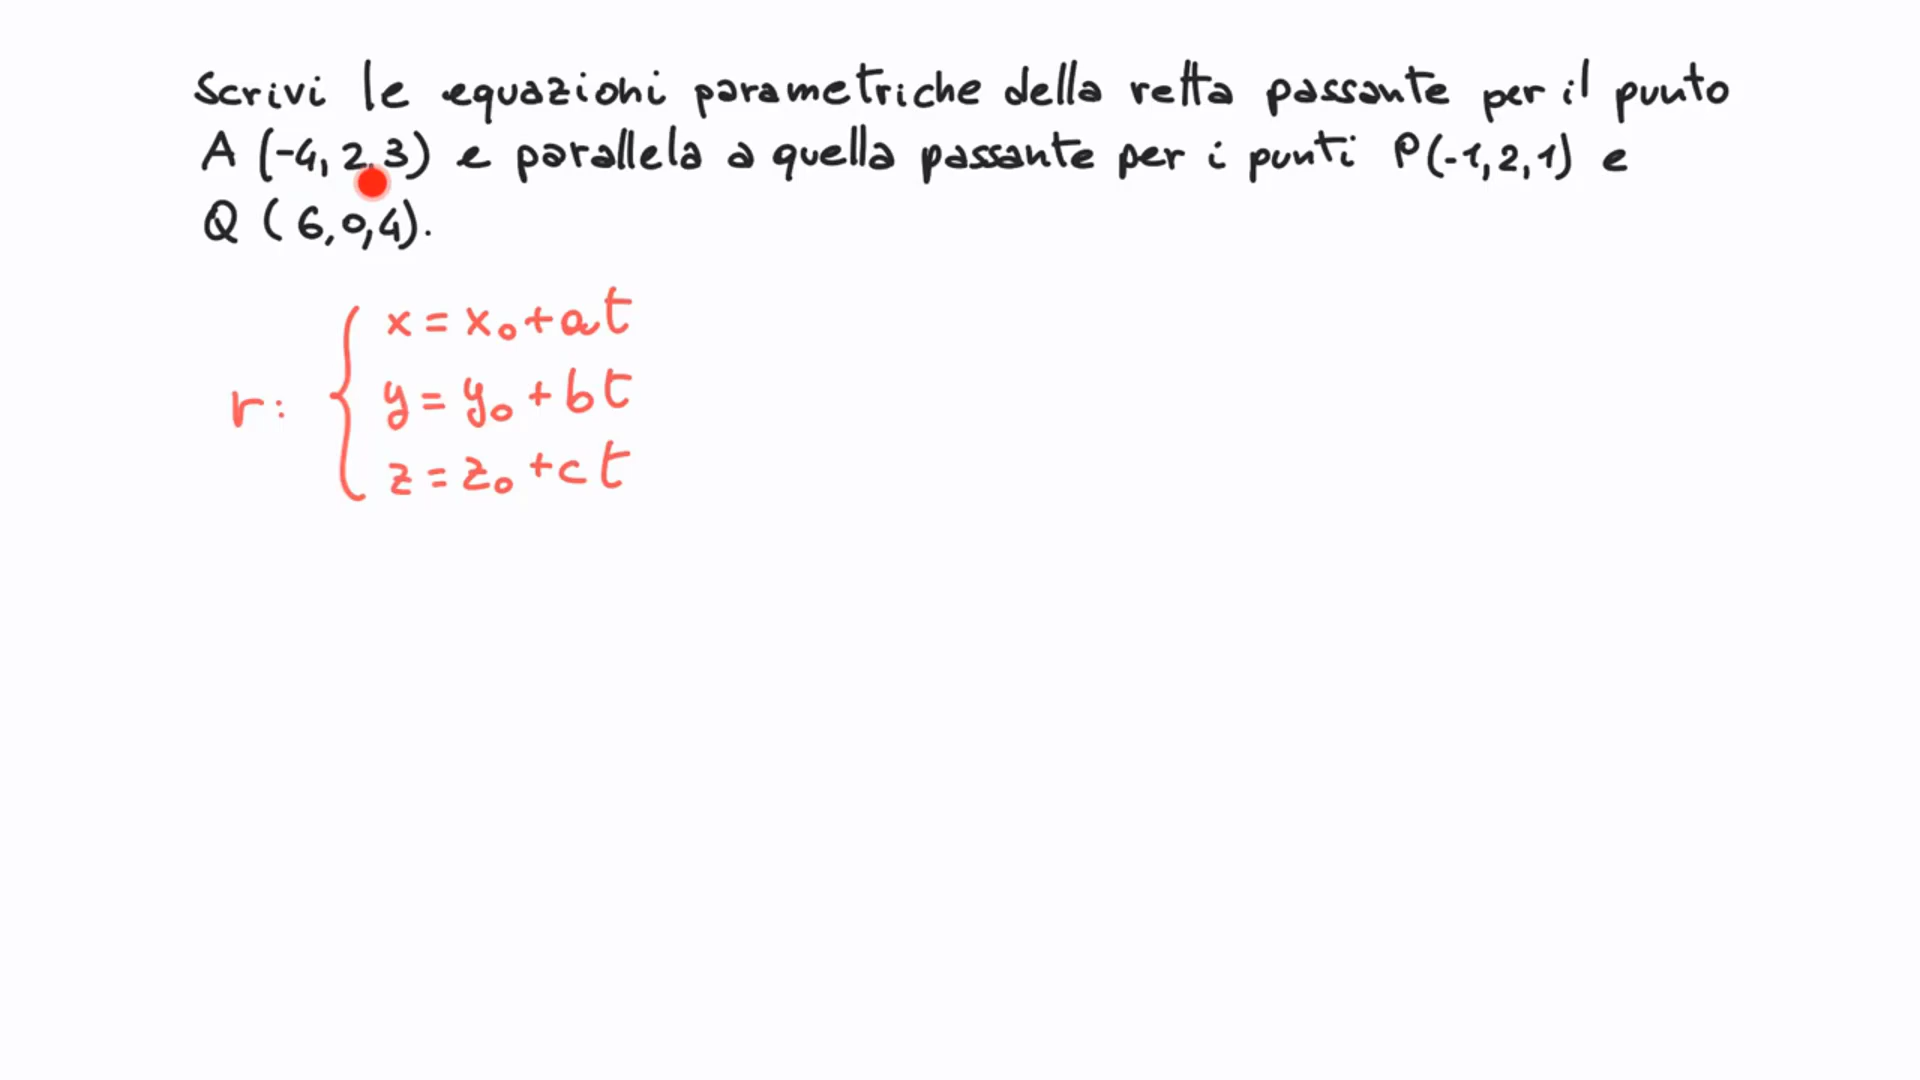 Scrivi le equazioni parametriche della retta passante per il punto
A (-4, 2, 3) e parallela a quella passante per i punti P(-1, 2, 1) e
Q ( 6, 0, 4).
r: { x = x₀ + at
y = y₀ + bt
z = z₀ + ct